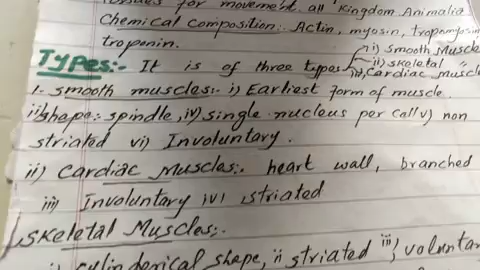 for movement. all Kingdom Animalia
Chemical Composition:. Actin, myosin, tropomyosin
troponin.
Types:- It is of three types i) Smooth Muscle
ii) skeletal "
iii, Cardiac muscle
1. smooth muscles:- i) Earliest form of muscle
ii) shape:. spindle, iv) single nucleus per cell v) non
striated vi) Involuntary.
ii) Cardiac Muscles:. heart wall, branched
iii) Involuntary iv) striated
Skeletal Muscles:.
cylinderical shape, ii striated iii, voluntar